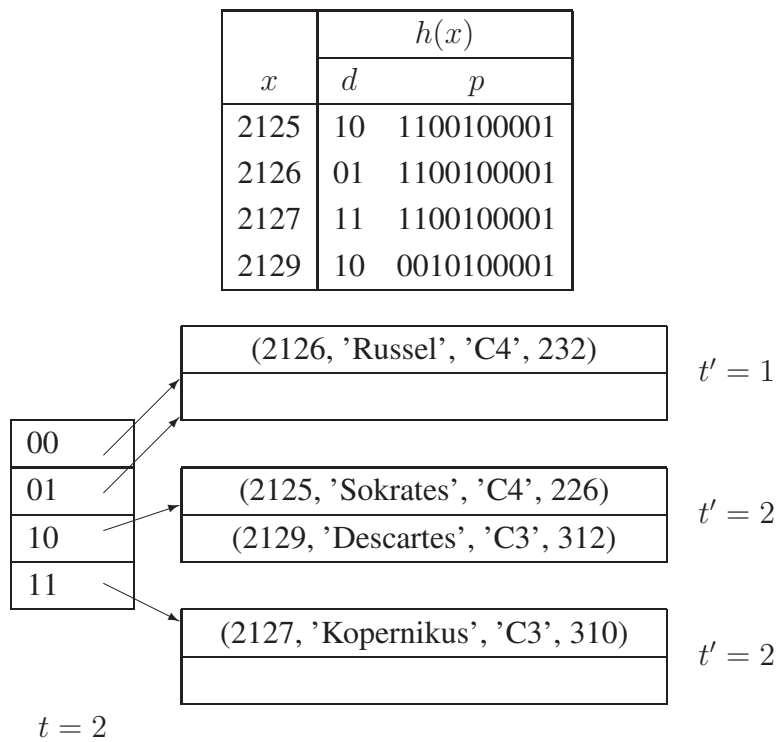 h(x)
x d p
2125 10 1100100001
2126 01 1100100001
2127 11 1100100001
2129 10 0010100001
(2126, 'Russel', 'C4', 232)
t′ = 1
00
01
(2125, 'Sokrates', 'C4', 226)
t′ = 2
10
(2129, 'Descartes', 'C3', 312)
11
(2127, 'Kopernikus', 'C3', 310)
t′ = 2
t = 2